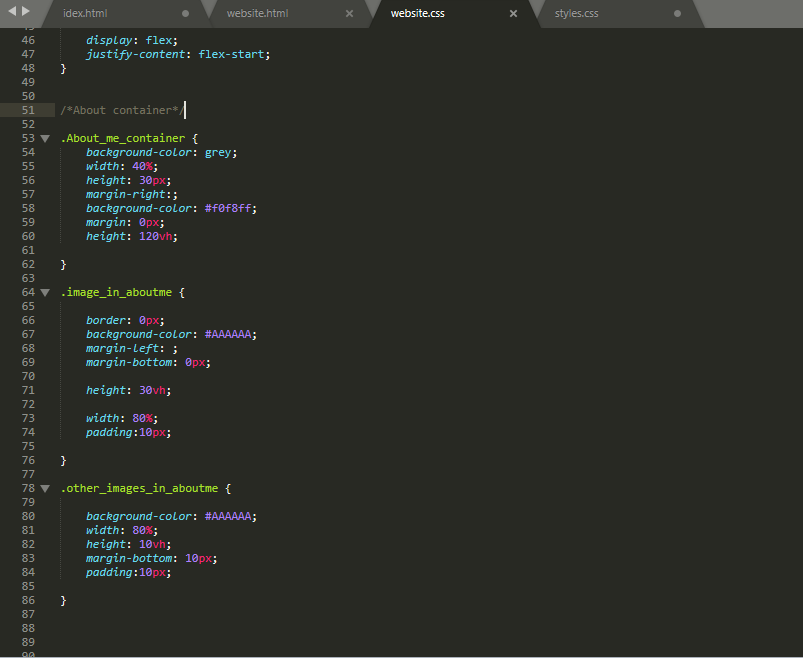 idex.html website.html website.css styles.css
46 display: flex;
47 justify-content: flex-start;
48 }
49
50
51 /*About container*/
52
53 .About_me_container {
54 background-color: grey;
55 width: 40%;
56 height: 30px;
57 margin-right:;
58 background-color: #f0f8ff;
59 margin: 0px;
60 height: 120vh;
61
62 }
63
64 .image_in_aboutme {
65
66 border: 0px;
67 background-color: #AAAAAA;
68 margin-left: ;
69 margin-bottom: 0px;
70
71 height: 30vh;
72
73 width: 80%;
74 padding:10px;
75
76 }
77
78 .other_images_in_aboutme {
79
80 background-color: #AAAAAA;
81 width: 80%;
82 height: 10vh;
83 margin-bottom: 10px;
84 padding:10px;
85
86 }
87
88
89
90